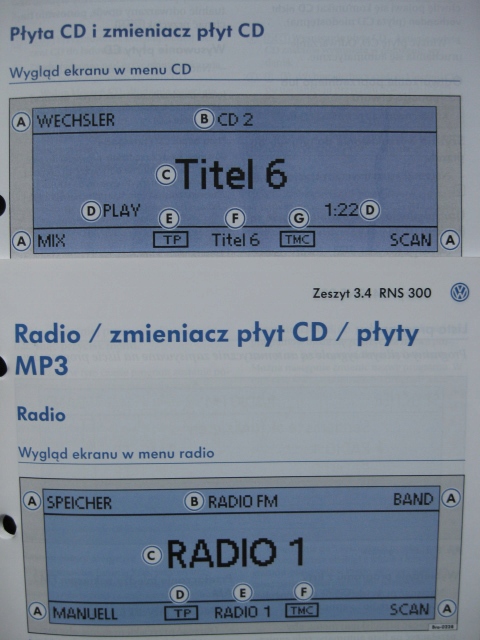 Płyta CD i zmieniacz płyt CD
Wygląd ekranu w menu CD
A WECHSLER B CD 2
C Titel 6
D PLAY 1:22 D
E F G
A MIX TP Titel 6 TMC SCAN A
Zeszyt 3.4 RNS 300
Radio / zmieniacz płyt CD / płyty
MP3
Radio
Wygląd ekranu w menu radio
A SPEICHER B RADIO FM BAND A
C RADIO 1
D E F
A MANUELL TP RADIO 1 TMC SCAN A